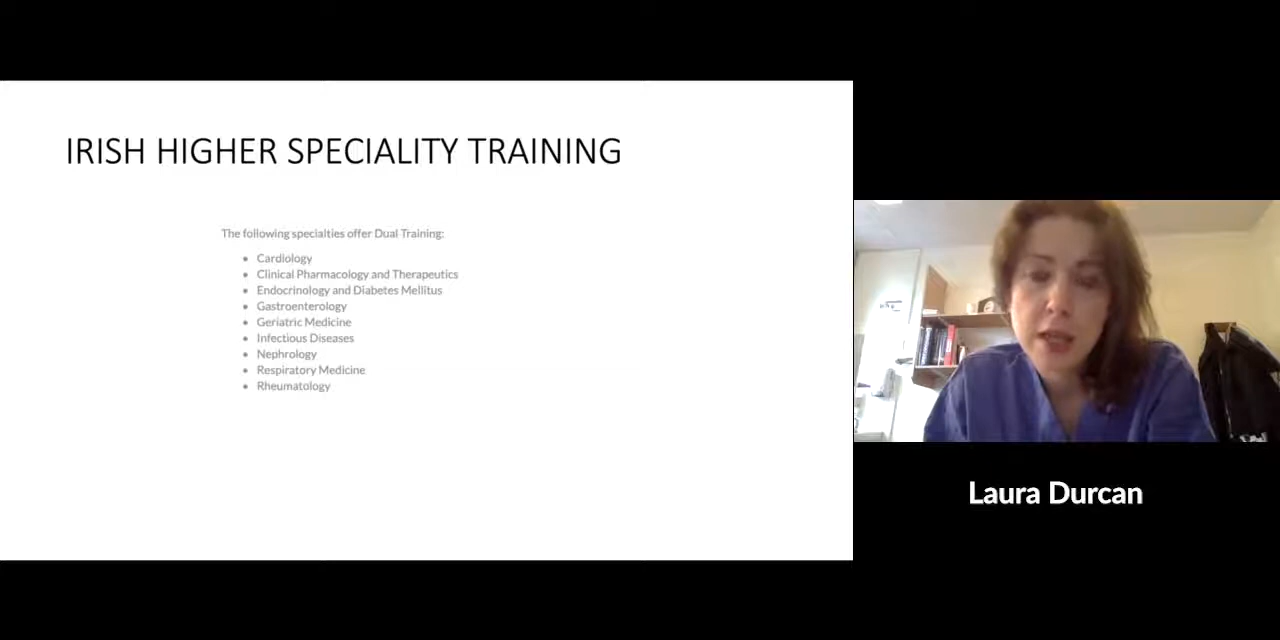 IRISH HIGHER SPECIALITY TRAINING
The following specialties offer Dual Training:
• Cardiology
• Clinical Pharmacology and Therapeutics
• Endocrinology and Diabetes Mellitus
• Gastroenterology
• Geriatric Medicine
• Infectious Diseases
• Nephrology
• Respiratory Medicine
• Rheumatology
Laura Durcan